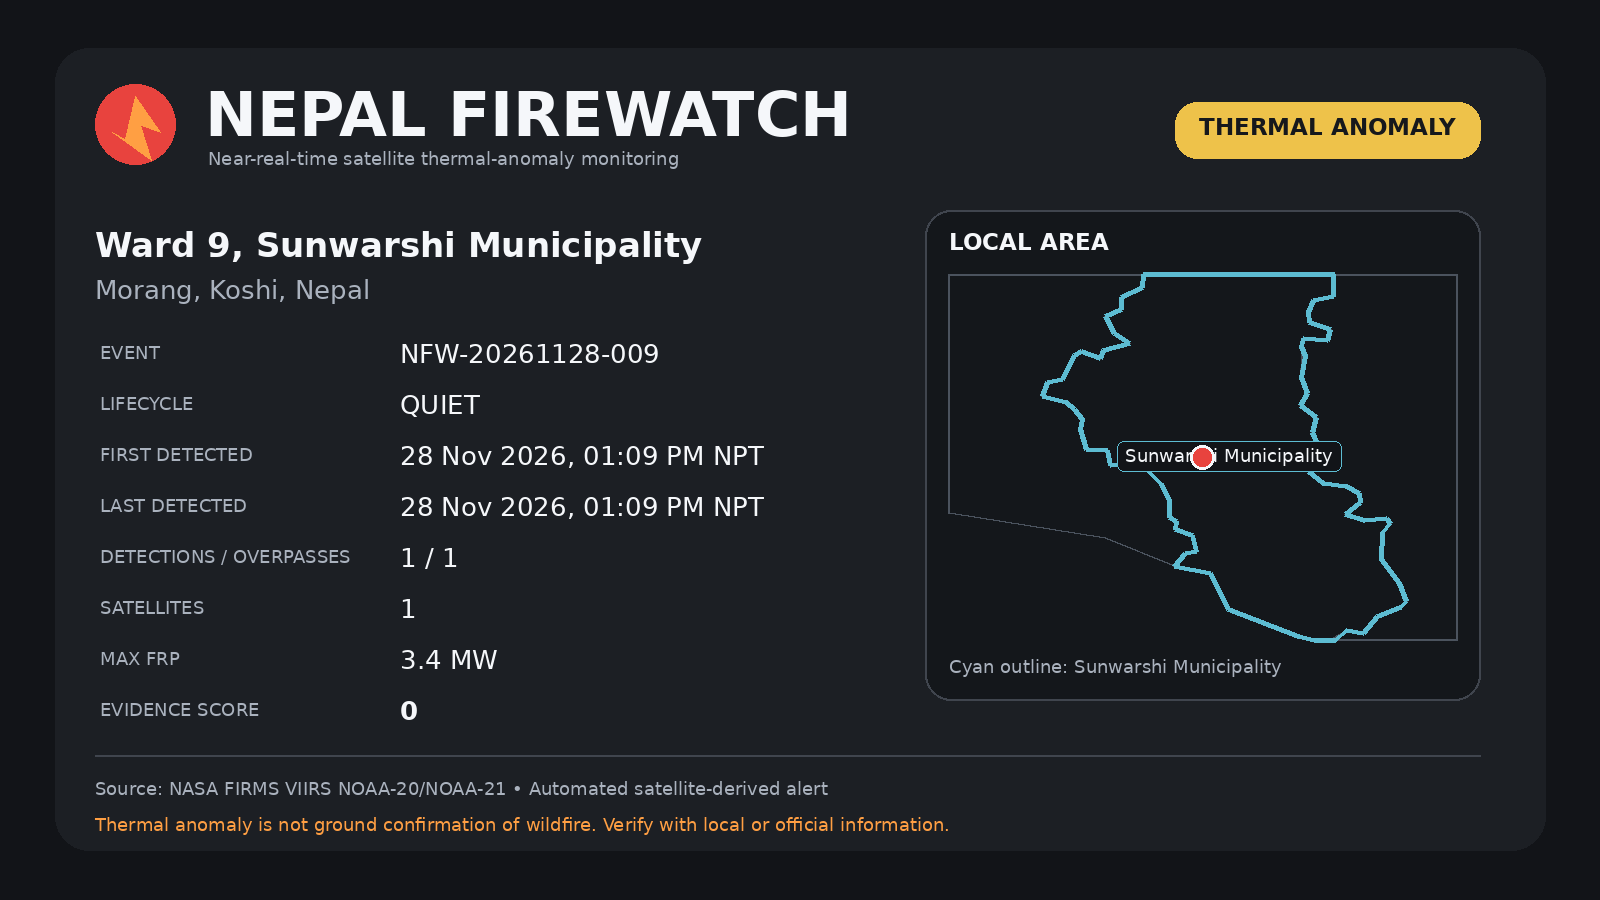 NEPAL FIREWATCH
Near-real-time satellite thermal-anomaly monitoring
THERMAL ANOMALY
Ward 9, Sunwarshi Municipality
Morang, Koshi, Nepal
EVENT NFW-20261128-009
LIFECYCLE QUIET
FIRST DETECTED 28 Nov 2026, 01:09 PM NPT
LAST DETECTED 28 Nov 2026, 01:09 PM NPT
DETECTIONS / OVERPASSES 1 / 1
SATELLITES 1
MAX FRP 3.4 MW
EVIDENCE SCORE 0
LOCAL AREA
Sunwarshi Municipality
Cyan outline: Sunwarshi Municipality
Source: NASA FIRMS VIIRS NOAA-20/NOAA-21 • Automated satellite-derived alert
Thermal anomaly is not ground confirmation of wildfire. Verify with local or official information.